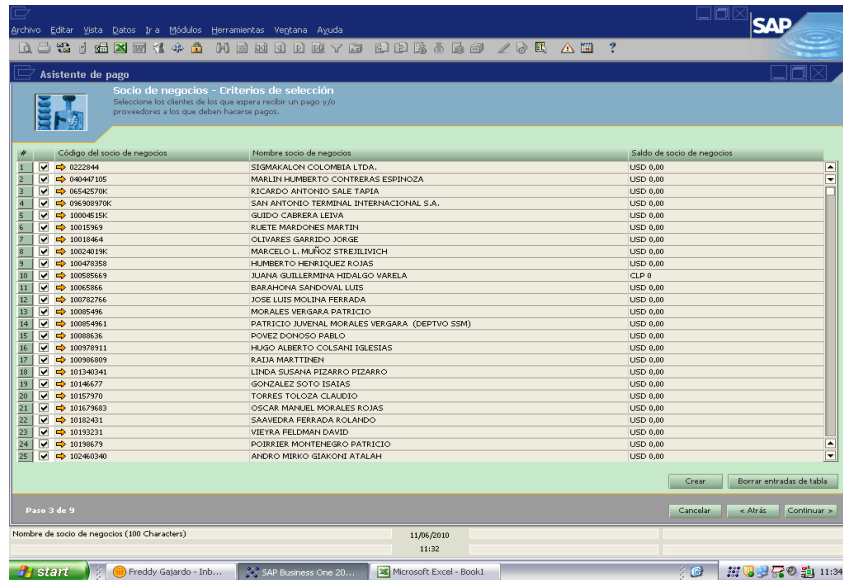 Archivo Editar Vista Datos Ir a Módulos Herramientas Ventana Ayuda
SAP
Asistente de pago
Socio de negocios - Criterios de selección
Seleccione los clientes de los que espera recibir un pago y/o
proveedores a los que deben hacerse pagos.
# Código del socio de negocios Nombre socio de negocios Saldo de socio de negocios
1 0222844 SIGMAKALON COLOMBIA LTDA. USD 0,00
2 040447105 MARLIN HUMBERTO CONTRERAS ESPINOZA USD 0,00
3 06542570K RICARDO ANTONIO SALE TAPIA USD 0,00
4 096908970K SAN ANTONIO TERMINAL INTERNACIONAL S.A. USD 0,00
5 10004515K GUIDO CABRERA LEIVA USD 0,00
6 10015969 RUETE MARDONES MARTIN USD 0,00
7 10018464 OLIVARES GARRIDO JORGE USD 0,00
8 10024019K MARCELO L. MUÑOZ STREJILIVICH USD 0,00
9 100478358 HUMBERTO HENRIQUEZ ROJAS USD 0,00
10 100585669 JUANA GUILLERMINA HIDALGO VARELA CLP 0
11 10065866 BARAHONA SANDOVAL LUIS USD 0,00
12 100782766 JOSE LUIS MOLINA FERRADA USD 0,00
13 10085496 MORALES VERGARA PATRICIO USD 0,00
14 100854961 PATRICIO JUVENAL MORALES VERGARA (DEPTVO SSM) USD 0,00
15 10088636 POVEZ DONOSO PABLO USD 0,00
16 100978911 HUGO ALBERTO COLSANI IGLESIAS USD 0,00
17 100986809 RAIJA MARTTINEN USD 0,00
18 101340341 LINDA SUSANA PIZARRO PIZARRO USD 0,00
19 10146677 GONZALEZ SOTO ISAIAS USD 0,00
20 10157970 TORRES TOLOZA CLAUDIO USD 0,00
21 101679683 OSCAR MANUEL MORALES ROJAS USD 0,00
22 10182431 SAAVEDRA FERRADA ROLANDO USD 0,00
23 10193231 VIEYRA FELDMAN DAVID USD 0,00
24 10198679 POIRRIER MONTENEGRO PATRICIO USD 0,00
25 102460340 ANDRO MIRKO GIAKONI ATALAH USD 0,00
Crear Borrar entradas de tabla
Paso 3 de 9 Cancelar < Atrás Continuar >
Nombre de socio de negocios (100 Characters) 11/06/2010
11:32
start Freddy Gajardo - Inb... SAP Business One 20... Microsoft Excel - Book1 11:34